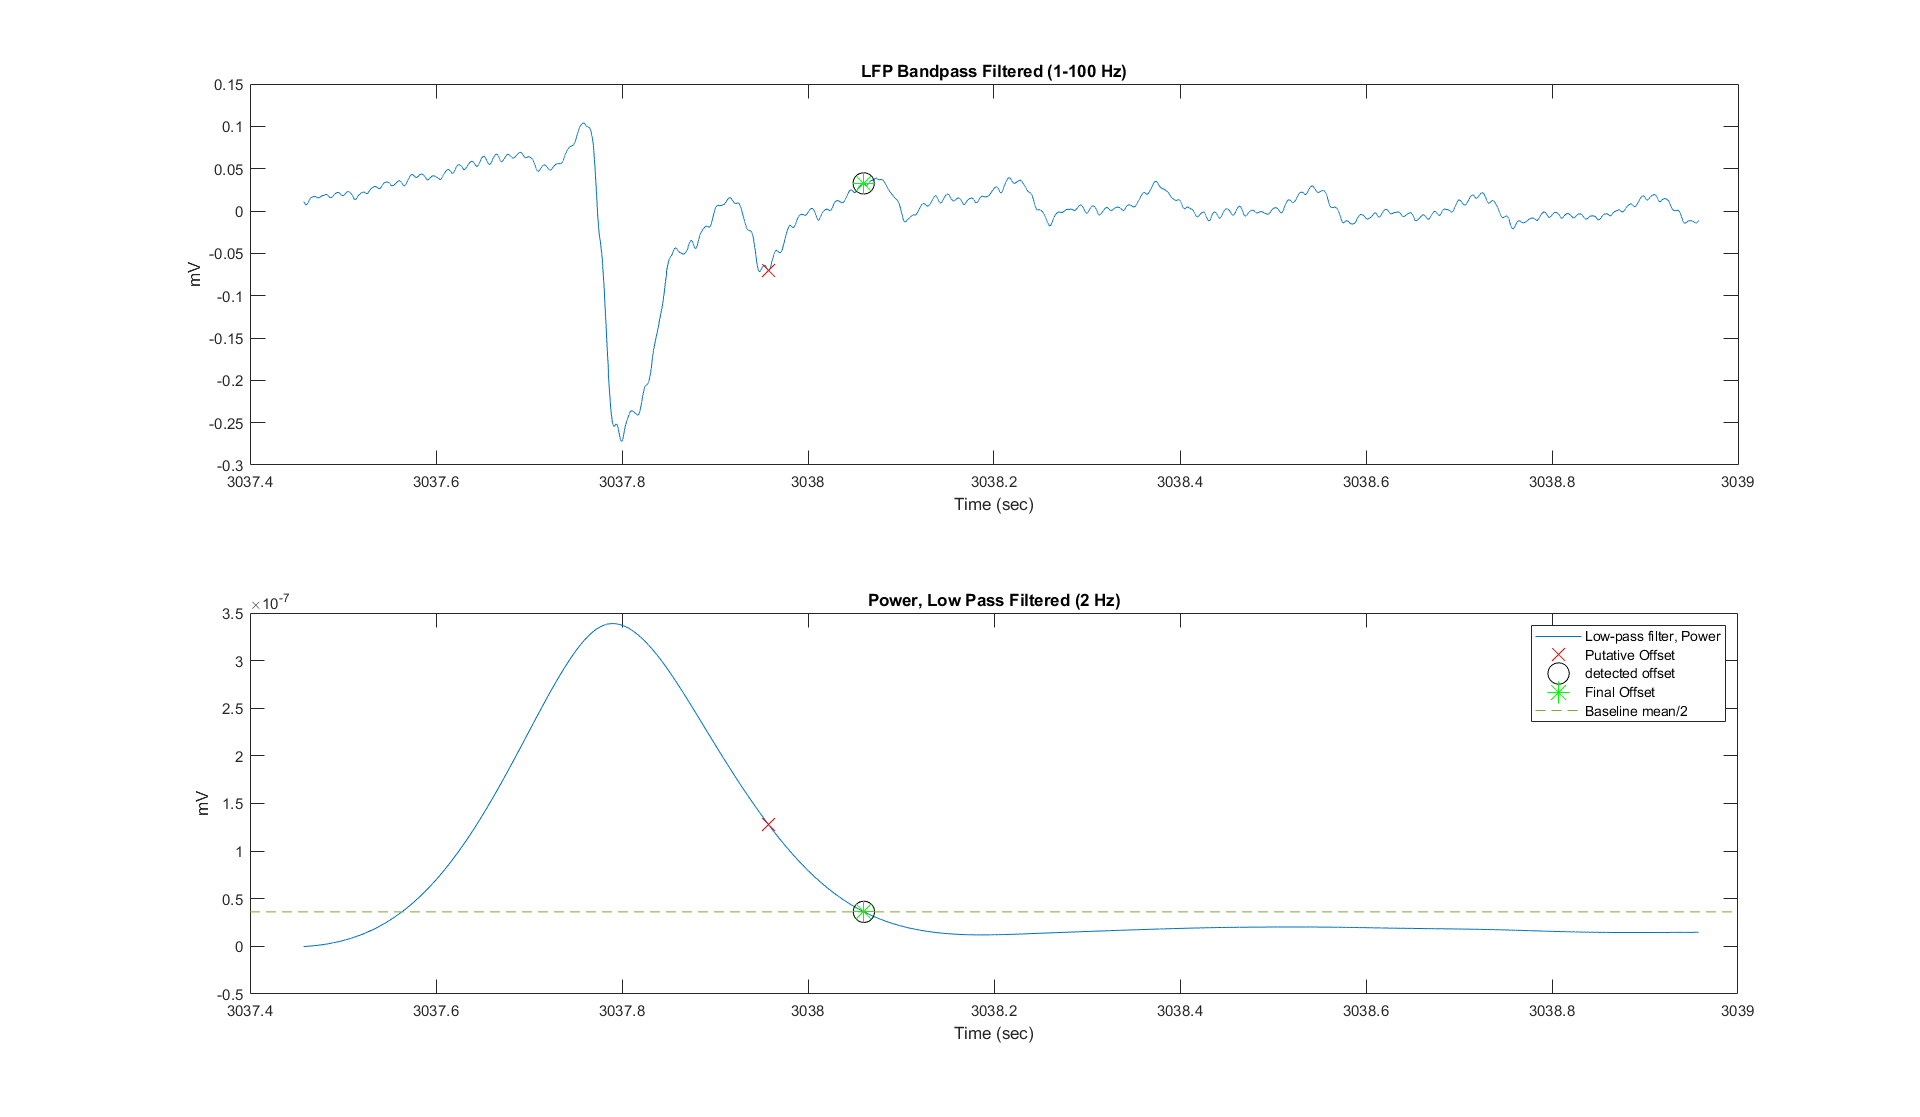 LFP Bandpass Filtered (1-100 Hz)
0.15
0.1
0.05
0
-0.05
-0.1
-0.15
-0.2
-0.25
-0.3
mV
3037.4 3037.6 3037.8 3038 3038.2 3038.4 3038.6 3038.8 3039
Time (sec)
Power, Low Pass Filtered (2 Hz)
×10-7
3.5
3
2.5
2
1.5
1
0.5
0
-0.5
mV
Low-pass filter, Power
Putative Offset
detected offset
Final Offset
Baseline mean/2
3037.4 3037.6 3037.8 3038 3038.2 3038.4 3038.6 3038.8 3039
Time (sec)